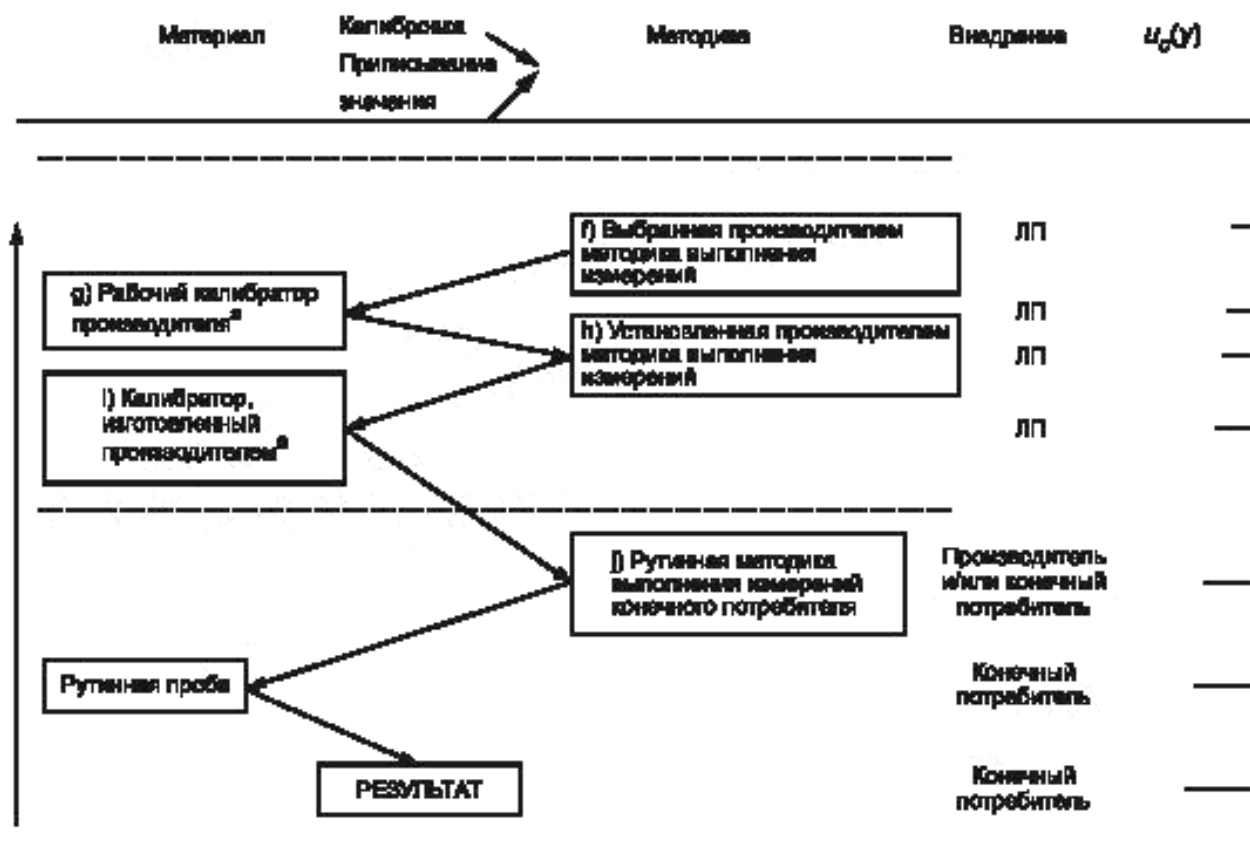 Материал
Калибровка
Приписывание
значения
Методика
Внедрение
u_c(y)
f) Выбранная производителем
методика выполнения
измерений
ЛП
g) Рабочий калибратор
производителя^a
ЛП
h) Установленная производителем
методика выполнения
измерений
ЛП
i) Калибратор,
изготовленный
производителем^a
ЛП
j) Рутинная методика
выполнения измерений
конечного потребителя
Производитель
и/или конечный
потребитель
Рутинная проба
Конечный
потребитель
РЕЗУЛЬТАТ
Конечный
потребитель